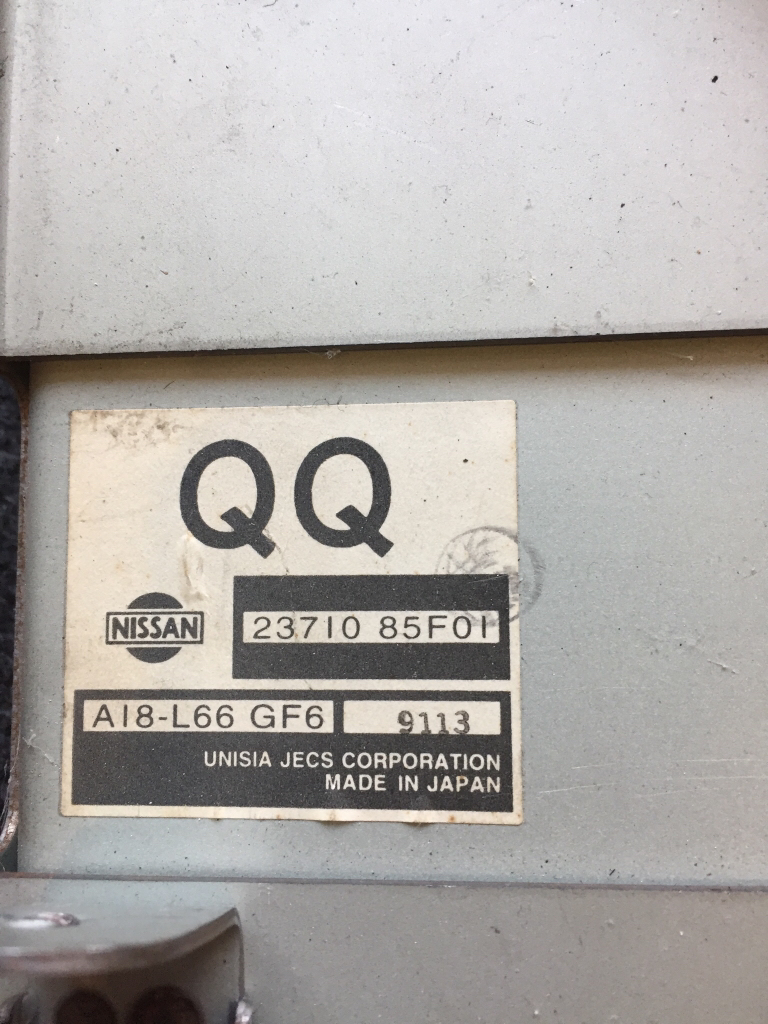 QQ
NISSAN
23710 85F01
A18-L66 GF6
9113
UNISIA JECS CORPORATION
MADE IN JAPAN